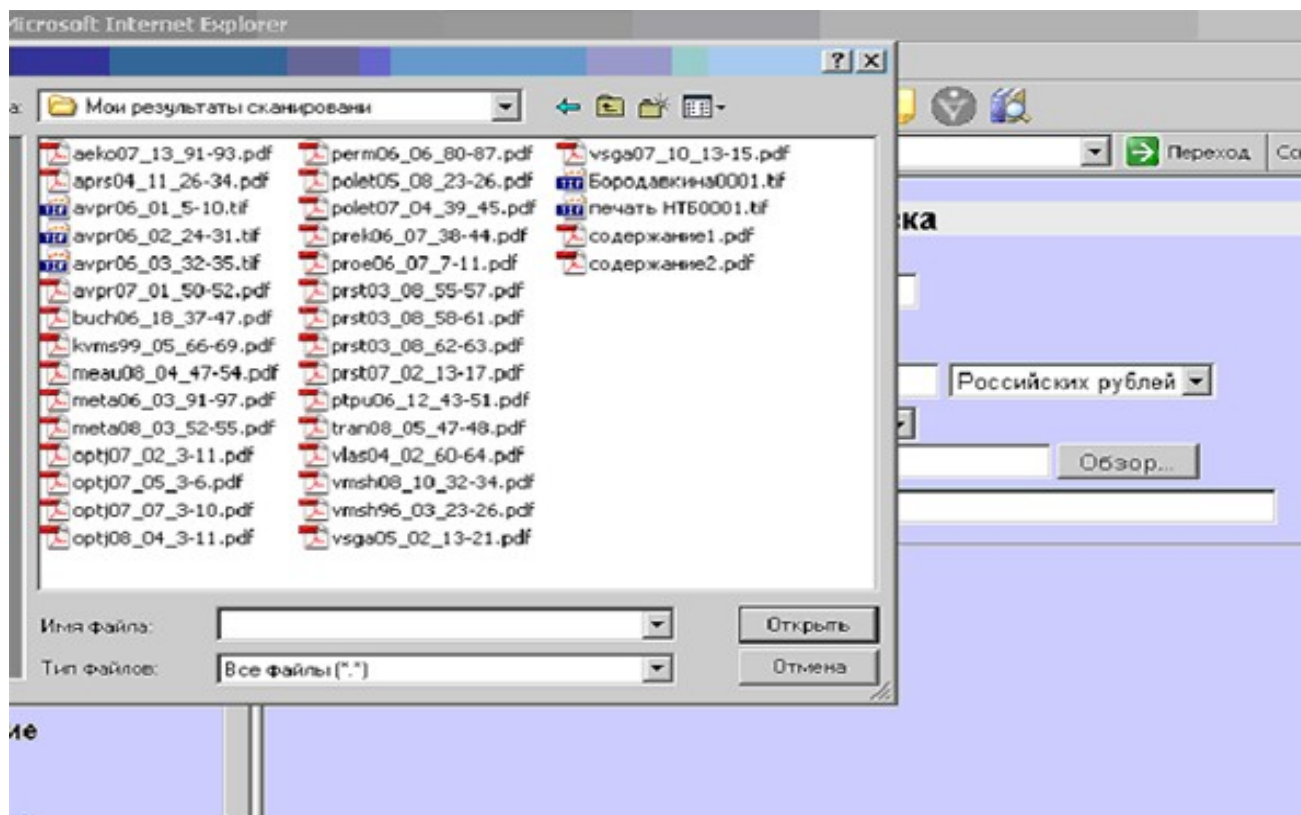 Microsoft Internet Explorer
а:
Мои результаты сканировани
aeko07_13_91-93.pdf
aprs04_11_26-34.pdf
avpr06_01_5-10.tif
avpr06_02_24-31.tif
avpr06_03_32-35.tif
avpr07_01_50-52.pdf
buch06_18_37-47.pdf
kvms99_05_66-69.pdf
meau08_04_47-54.pdf
meta06_03_91-97.pdf
meta08_03_52-55.pdf
optj07_02_3-11.pdf
optj07_05_3-6.pdf
optj07_07_3-10.pdf
optj08_04_3-11.pdf
perm06_06_80-87.pdf
polet05_08_23-26.pdf
polet07_04_39_45.pdf
prek06_07_38-44.pdf
proe06_07_7-11.pdf
prst03_08_55-57.pdf
prst03_08_58-61.pdf
prst03_08_62-63.pdf
prst07_02_13-17.pdf
ptpu06_12_43-51.pdf
tran08_05_47-48.pdf
vlas04_02_60-64.pdf
vmsh08_10_32-34.pdf
vmsh96_03_23-26.pdf
vsga05_02_13-21.pdf
vsga07_10_13-15.pdf
Бородавкина0001.tif
печать НТБ0001.tif
содержание1.pdf
содержание2.pdf
Имя файла:
Открыть
Тип файлов:
Все файлы (*.*)
Отмена
Переход
Сс
ска
Российских рублей
Обзор...
ие